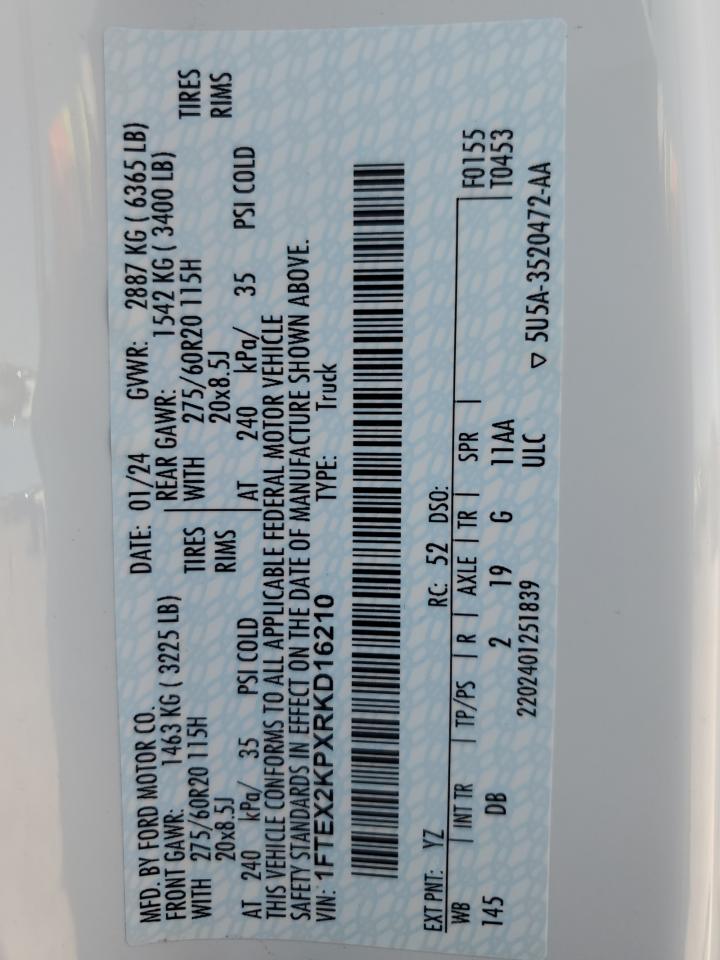 MFD. BY FORD MOTOR CO. DATE: 01/24 GVWR: 2887 KG ( 6365 LB)
FRONT GAWR: 1463 KG ( 3225 LB) REAR GAWR: 1542 KG ( 3400 LB)
WITH 275/60R20 115H TIRES WITH 275/60R20 115H TIRES
20x8.5J RIMS 20x8.5J RIMS
AT 240 kPa/ 35 PSI COLD AT 240 kPa/ 35 PSI COLD
THIS VEHICLE CONFORMS TO ALL APPLICABLE FEDERAL MOTOR VEHICLE
SAFETY STANDARDS IN EFFECT ON THE DATE OF MANUFACTURE SHOWN ABOVE.
VIN: 1FTEX2KPXRKD16210 TYPE: Truck
EXT PNT: YZ RC: 52 DSO: F0155
WB | INT TR | TP/PS | R | AXLE | TR | SPR | T0453
145 DB 2 19 G 11AA
2202401251839 ULC ▽ 5U5A-3520472-AA